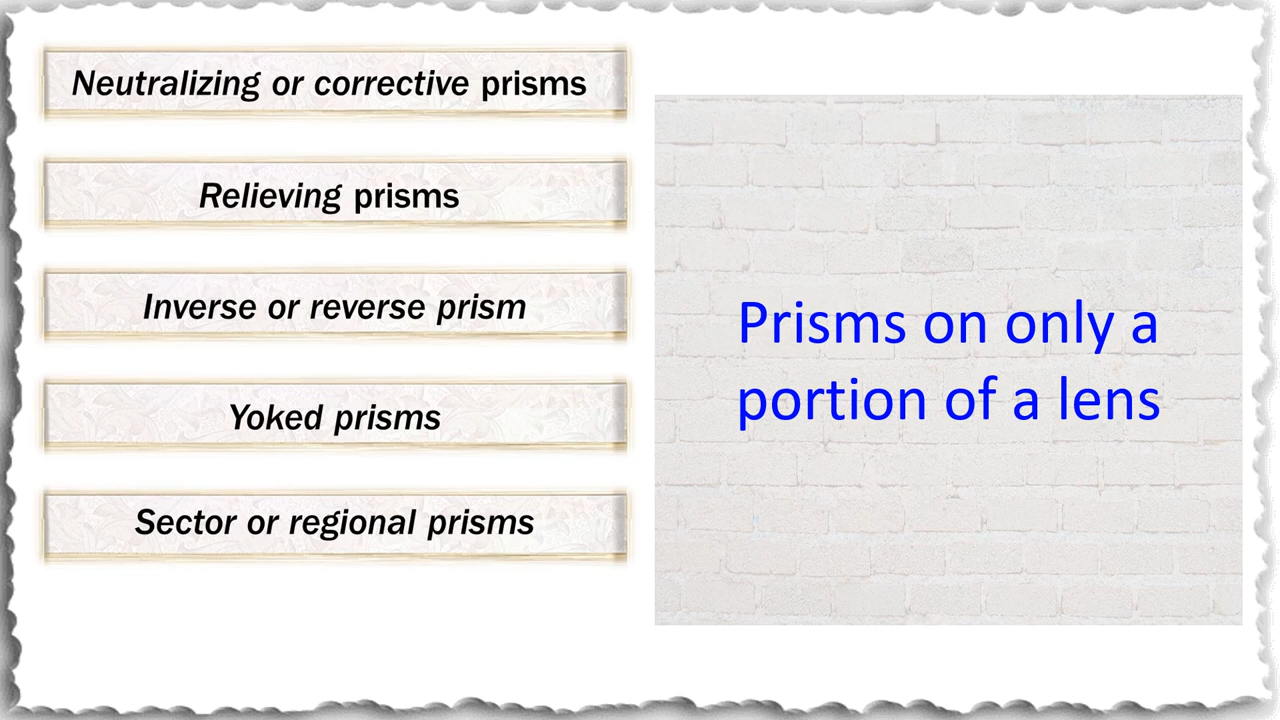 Neutralizing or corrective prisms
Relieving prisms
Inverse or reverse prism
Yoked prisms
Sector or regional prisms
Prisms on only a
portion of a lens